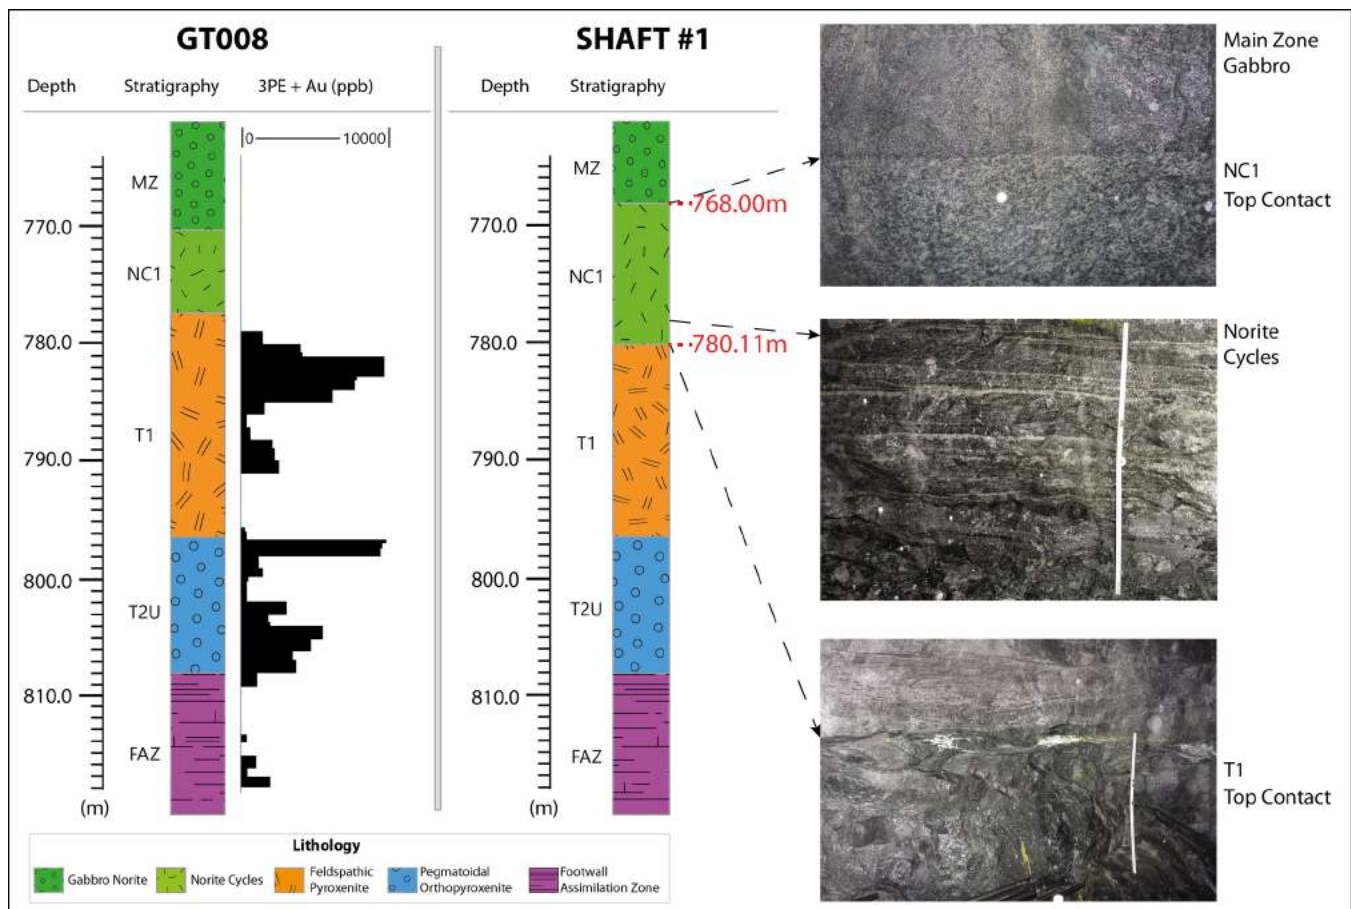 GT008
Depth Stratigraphy 3PE + Au (ppb)
0 10000
MZ
770.0
NC1
780.0
T1
790.0
800.0
T2U
810.0
FAZ
(m)
SHAFT #1
Depth Stratigraphy
MZ
768.00m
770.0
NC1
780.0
780.11m
T1
790.0
800.0
T2U
810.0
FAZ
(m)
Main Zone
Gabbro
NC1
Top Contact
Norite
Cycles
T1
Top Contact
Lithology
Gabbro Norite
Norite Cycles
Feldspathic
Pyroxenite
Pegmatoidal
Orthopyroxenite
Footwall
Assimilation Zone